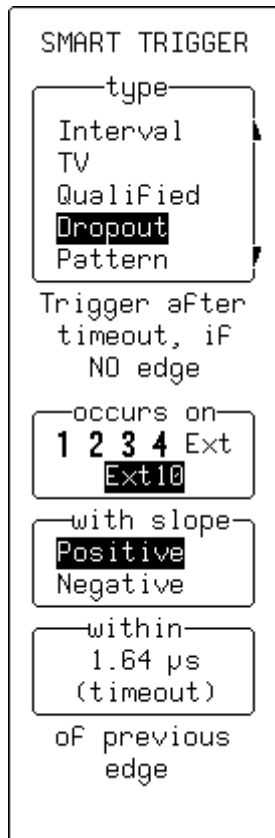 SMART TRIGGER
type
Interval
TV
Qualified
Dropout
Pattern
Trigger after
timeout, if
NO edge
occurs on
1 2 3 4 Ext
Ext10
with slope
Positive
Negative
within
1.64 µs
(timeout)
of previous
edge